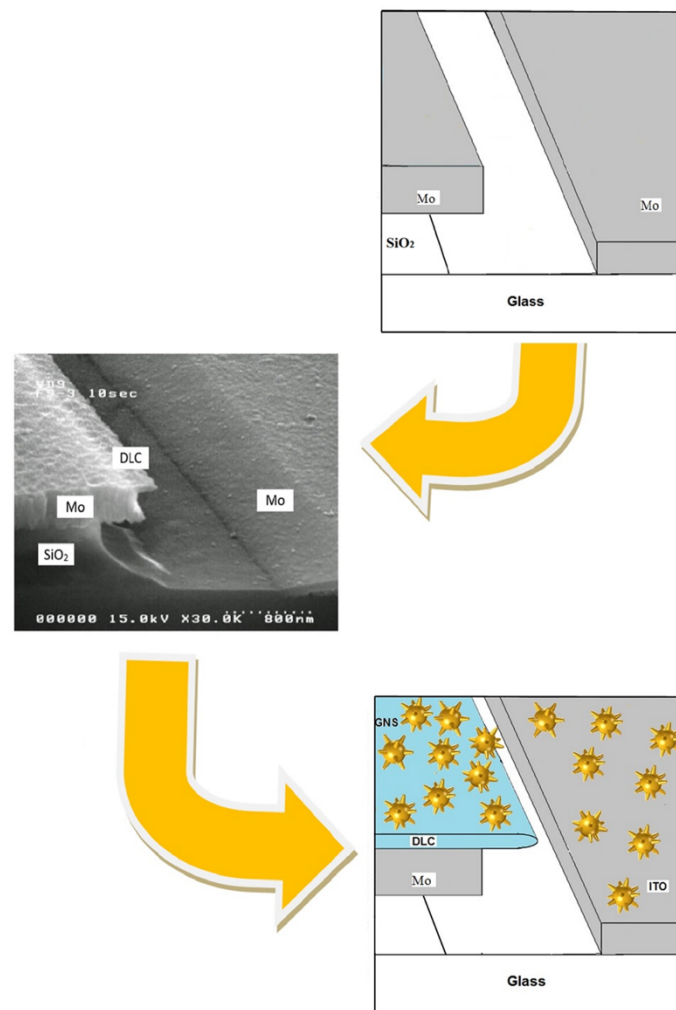 Mo
Mo
SiO₂
Glass
10sec
DLC
Mo
Mo
SiO₂
000000 15.0kV X30.0K 800nm
GNS
DLC
Mo
ITO
Glass